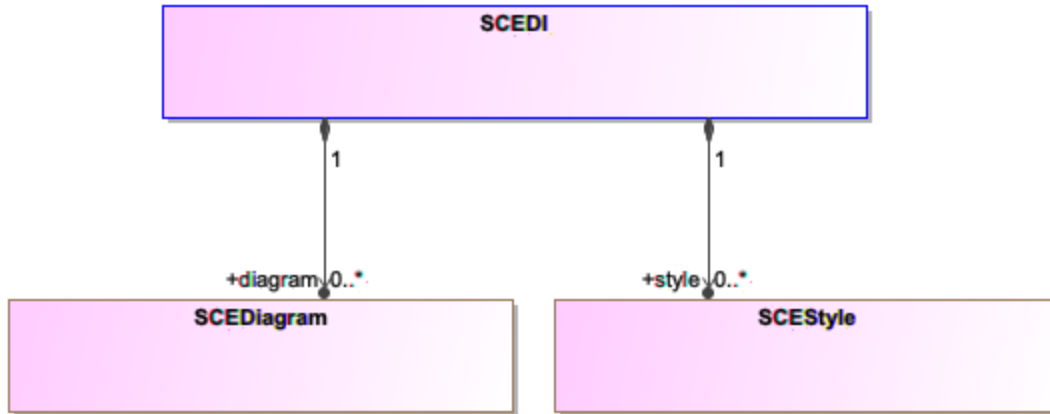 SCEDI
1
1
+diagram 0..*
+style 0..*
SCEDiagram
SCEStyle